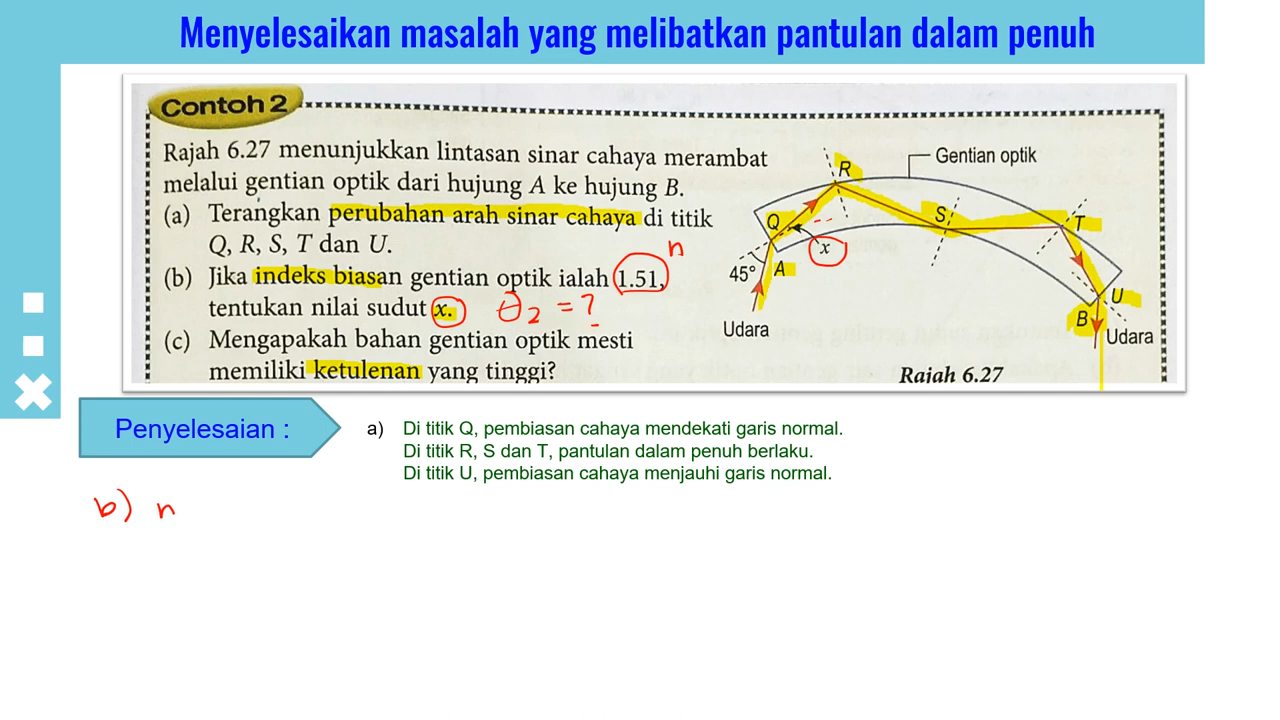 Menyelesaikan masalah yang melibatkan pantulan dalam penuh
Contoh 2
Rajah 6.27 menunjukkan lintasan sinar cahaya merambat
melalui gentian optik dari hujung A ke hujung B.
(a) Terangkan perubahan arah sinar cahaya di titik
Q, R, S, T dan U.
(b) Jika indeks biasan gentian optik ialah 1.51,
n
tentukan nilai sudut x.
θ₂ = ?
(c) Mengapakah bahan gentian optik mesti
memiliki ketulenan yang tinggi?
Gentian optik
R
Q
S
T
x
45°
A
U
B
Udara
Udara
Rajah 6.27
Penyelesaian :
a) Di titik Q, pembiasan cahaya mendekati garis normal.
Di titik R, S dan T, pantulan dalam penuh berlaku.
Di titik U, pembiasan cahaya menjauhi garis normal.
b) n